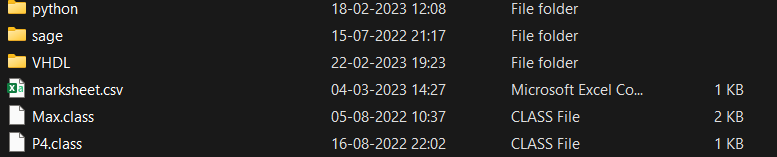 python 18-02-2023 12:08 File folder
sage 15-07-2022 21:17 File folder
VHDL 22-02-2023 19:23 File folder
marksheet.csv 04-03-2023 14:27 Microsoft Excel Co... 1 KB
Max.class 05-08-2022 10:37 CLASS File 2 KB
P4.class 16-08-2022 22:02 CLASS File 1 KB